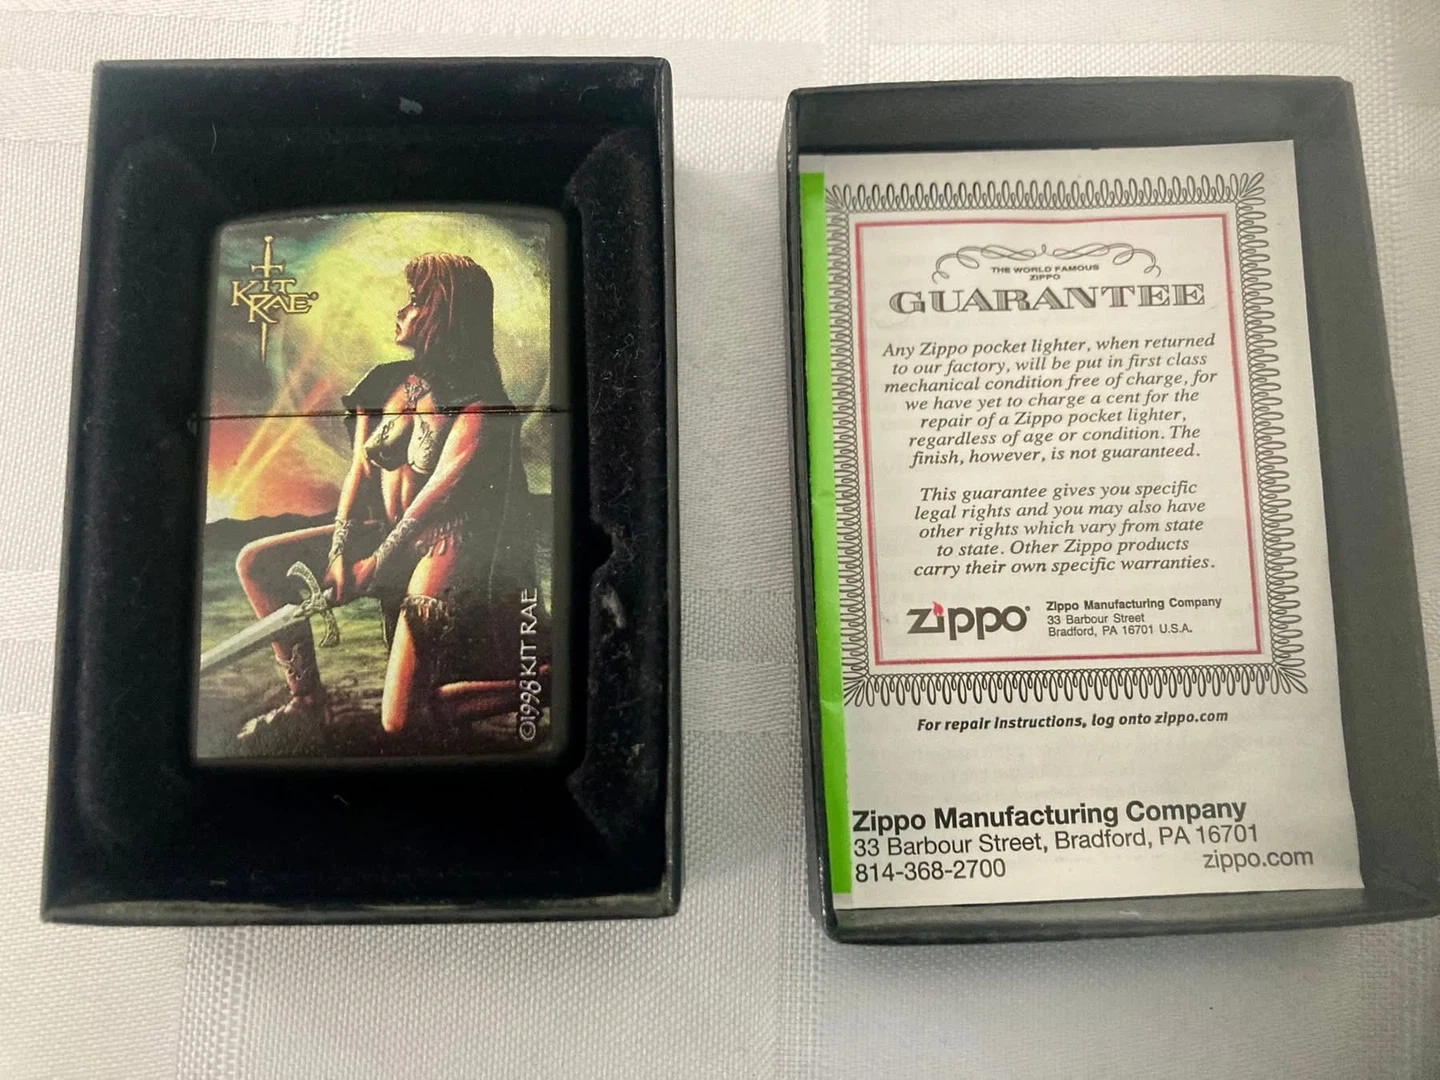 KIT
RAE
©1998 KIT RAE
THE WORLD FAMOUS
ZIPPO
GUARANTEE
Any Zippo pocket lighter, when returned
to our factory, will be put in first class
mechanical condition free of charge, for
we have yet to charge a cent for the
repair of a Zippo pocket lighter,
regardless of age or condition. The
finish, however, is not guaranteed.
This guarantee gives you specific
legal rights and you may also have
other rights which vary from state
to state. Other Zippo products
carry their own specific warranties.
zippo®
Zippo Manufacturing Company
33 Barbour Street
Bradford, PA 16701 U.S.A.
For repair instructions, log onto zippo.com
Zippo Manufacturing Company
33 Barbour Street, Bradford, PA 16701
814-368-2700 zippo.com